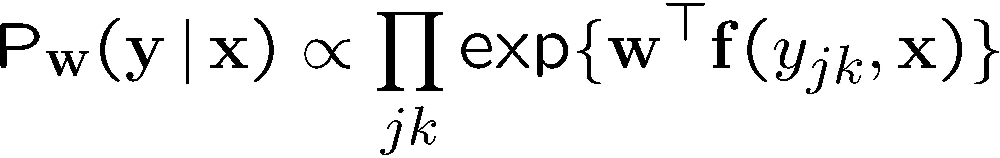 P_w(y | x) ∝ ∏_{jk} exp{w^⊤ f(y_{jk}, x)}